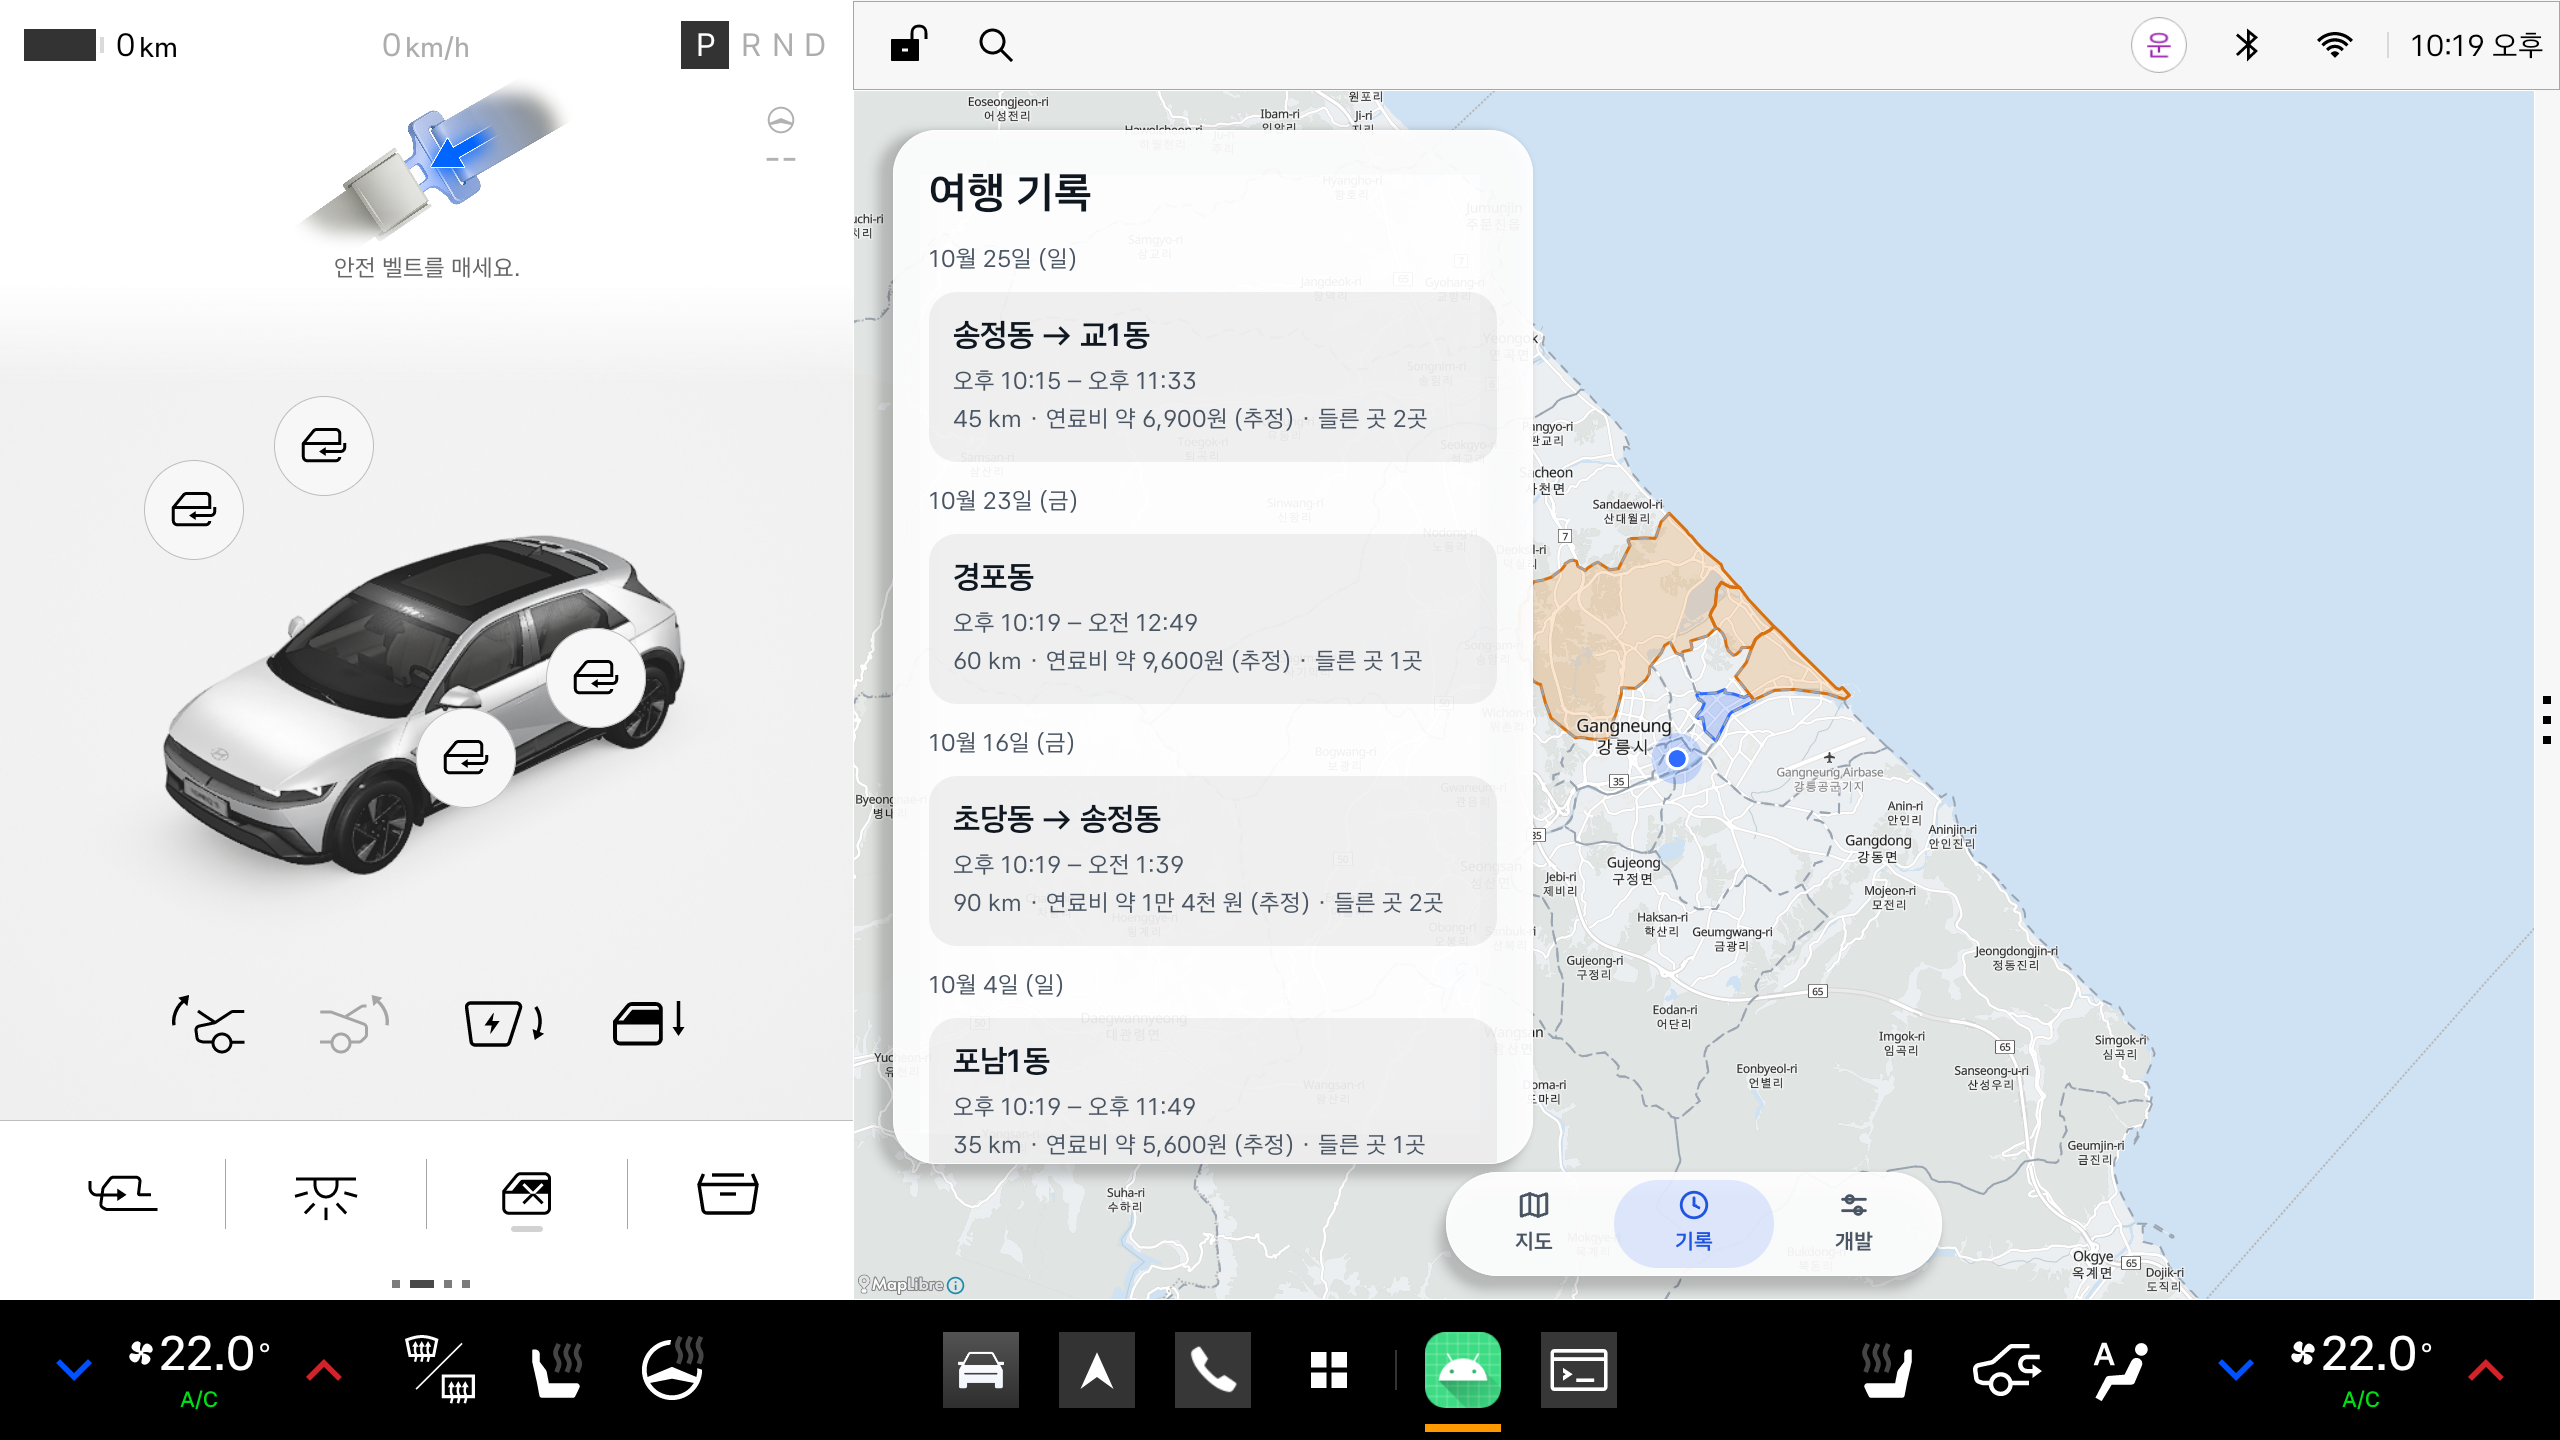 0 km
0 km/h
P R N D
안전 벨트를 매세요.
운
10:19 오후
Eoseongjeon-ri
어성전리
원포리
Ibam-ri
Ji-ri
여행 기록
10월 25일 (일)
송정동 → 교1동
오후 10:15 – 오후 11:33
45 km · 연료비 약 6,900원 (추정) · 들른 곳 2곳
10월 23일 (금)
경포동
오후 10:19 – 오전 12:49
60 km · 연료비 약 9,600원 (추정) · 들른 곳 1곳
10월 16일 (금)
초당동 → 송정동
오후 10:19 – 오전 1:39
90 km · 연료비 약 1만 4천 원 (추정) · 들른 곳 2곳
10월 4일 (일)
포남1동
오후 10:19 – 오후 11:49
35 km · 연료비 약 5,600원 (추정) · 들른 곳 1곳
Sandaewol-ri
산대월리
7
Gangneung
강릉시
35
Gangneung Airbase
강릉공군기지
Anin-ri
안인리
Aninjin-ri
안인진리
Gangdong
강동면
Gujeong
구정면
Jebi-ri
제비리
Mojeon-ri
모전리
Haksan-ri
학산리
Geumgwang-ri
금광리
Gujeong-ri
구정리
Jeongdongjin-ri
정동진리
65
Eodan-ri
어단리
Imgok-ri
임곡리
65
Simgok-ri
심곡리
Eonbyeol-ri
언별리
Sanseong-u-ri
산성우리
Geumjin-ri
금진리
Suha-ri
수하리
Okgye
옥계면
65
Dojik-ri
도직리
지도
기록
개발
MapLibre
22.0°
A/C
A
22.0°
A/C